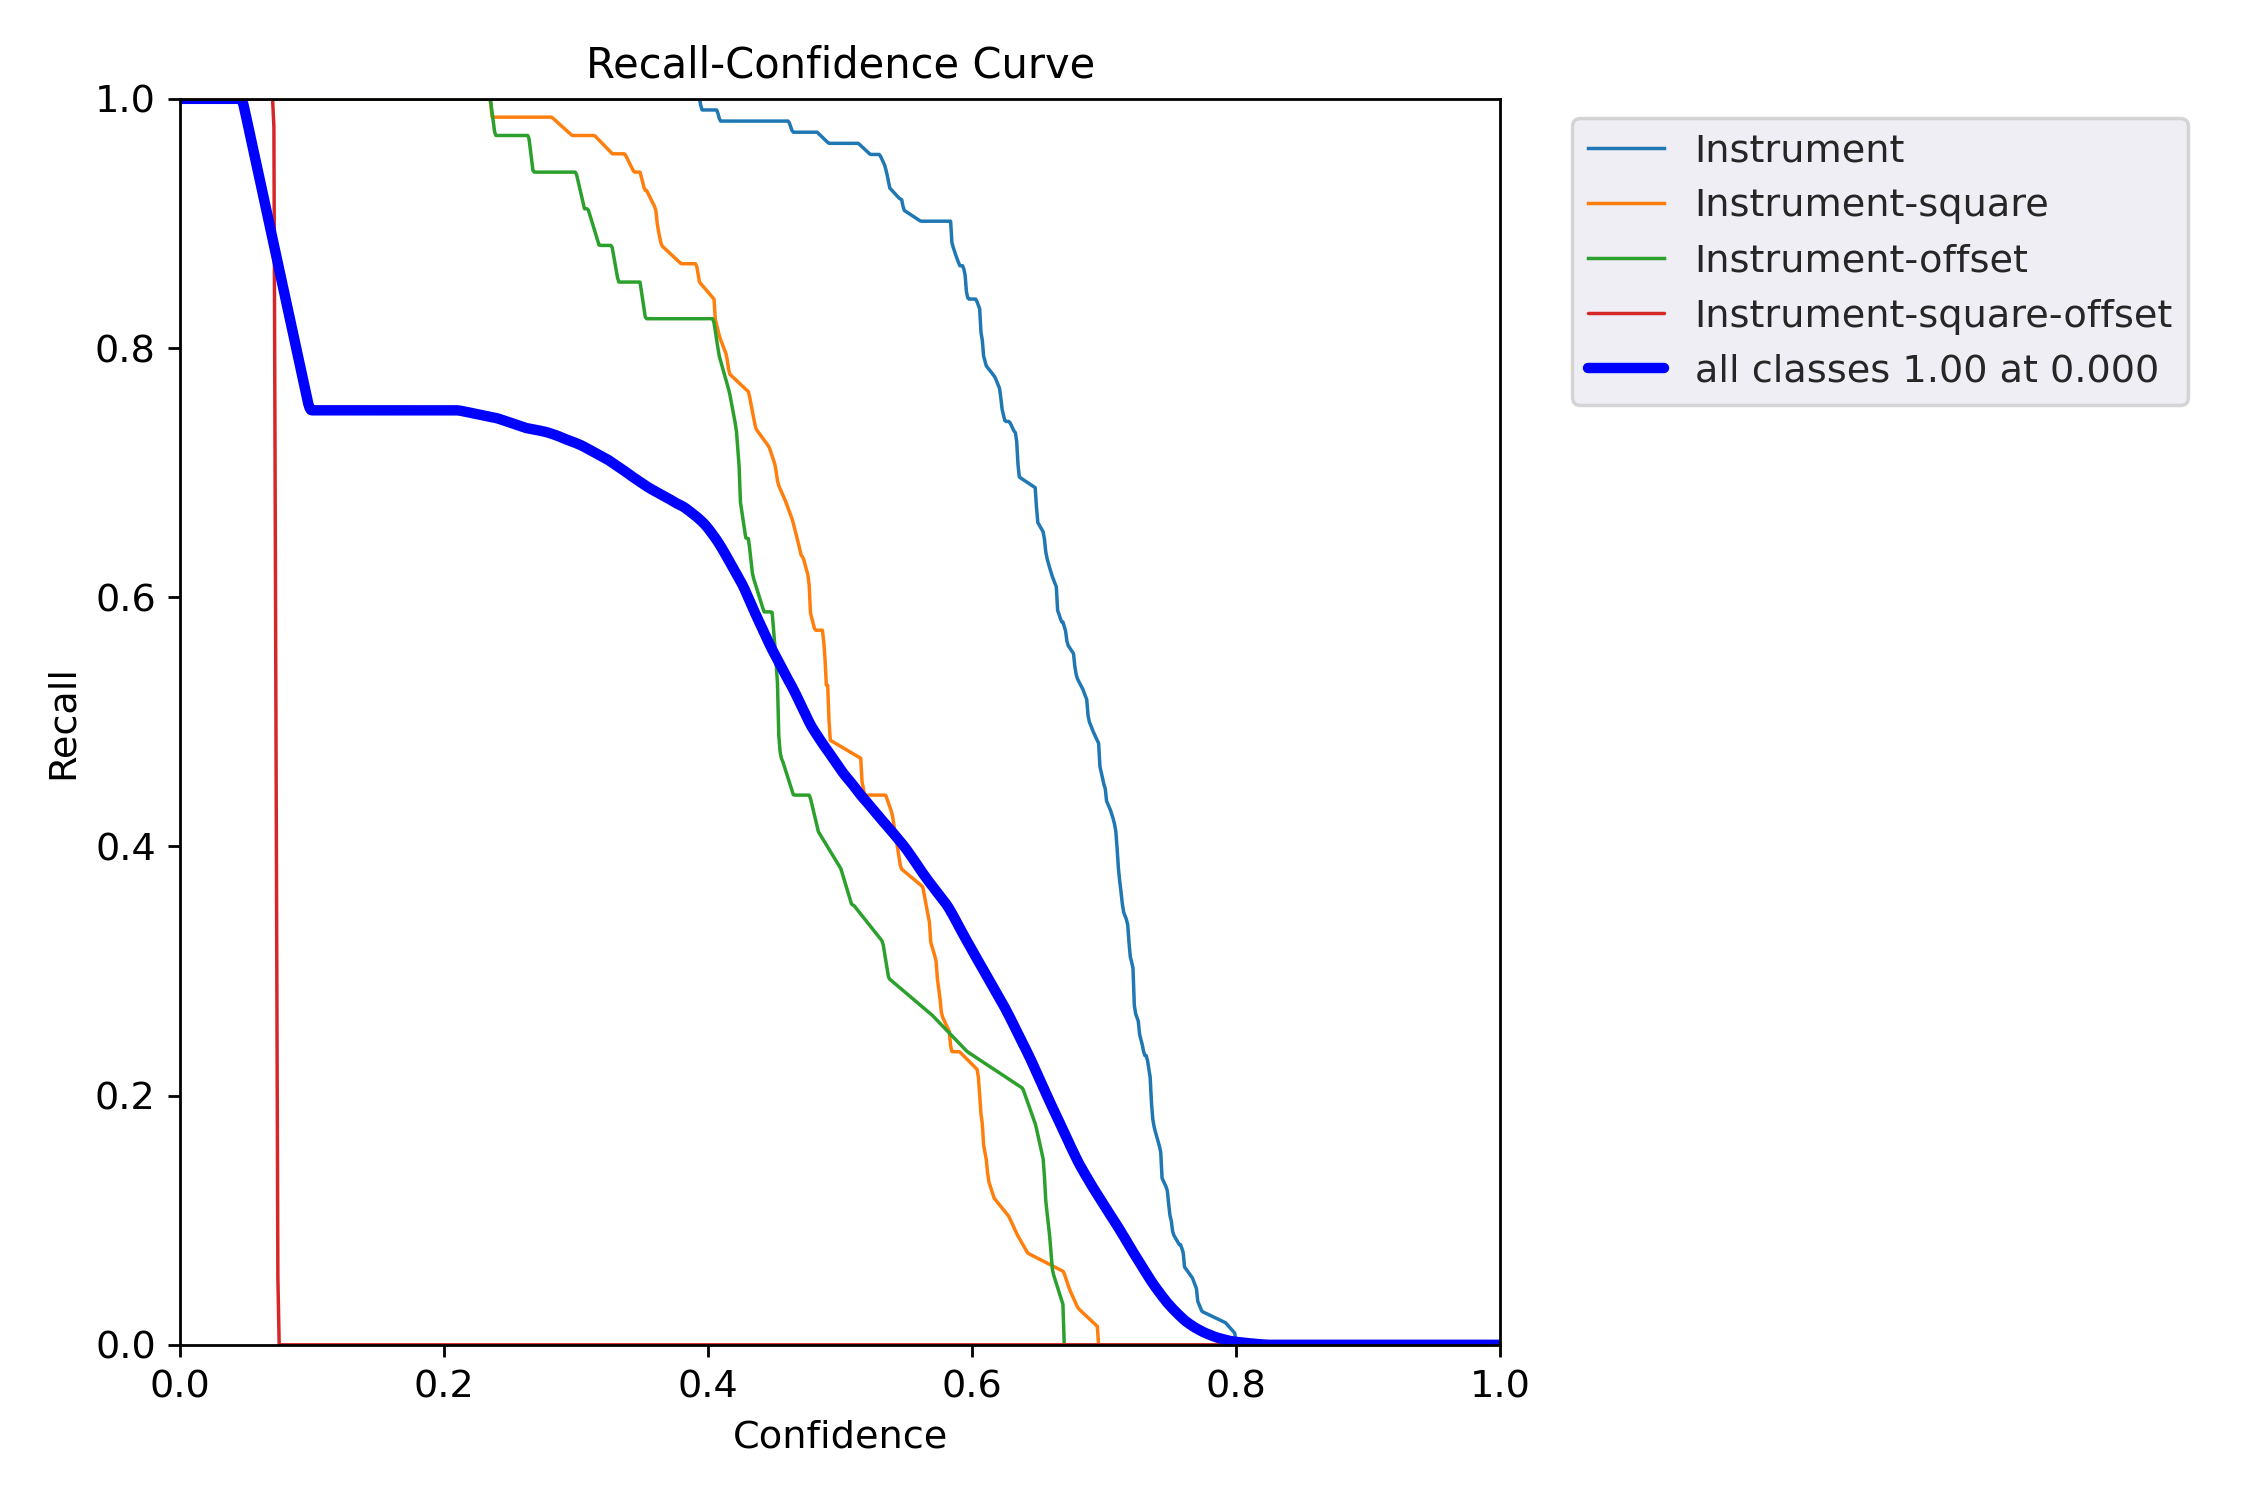 Recall-Confidence Curve
1.0
0.8
0.6
0.4
0.2
0.0
Recall
0.0 0.2 0.4 0.6 0.8 1.0
Confidence
Instrument
Instrument-square
Instrument-offset
Instrument-square-offset
all classes 1.00 at 0.000